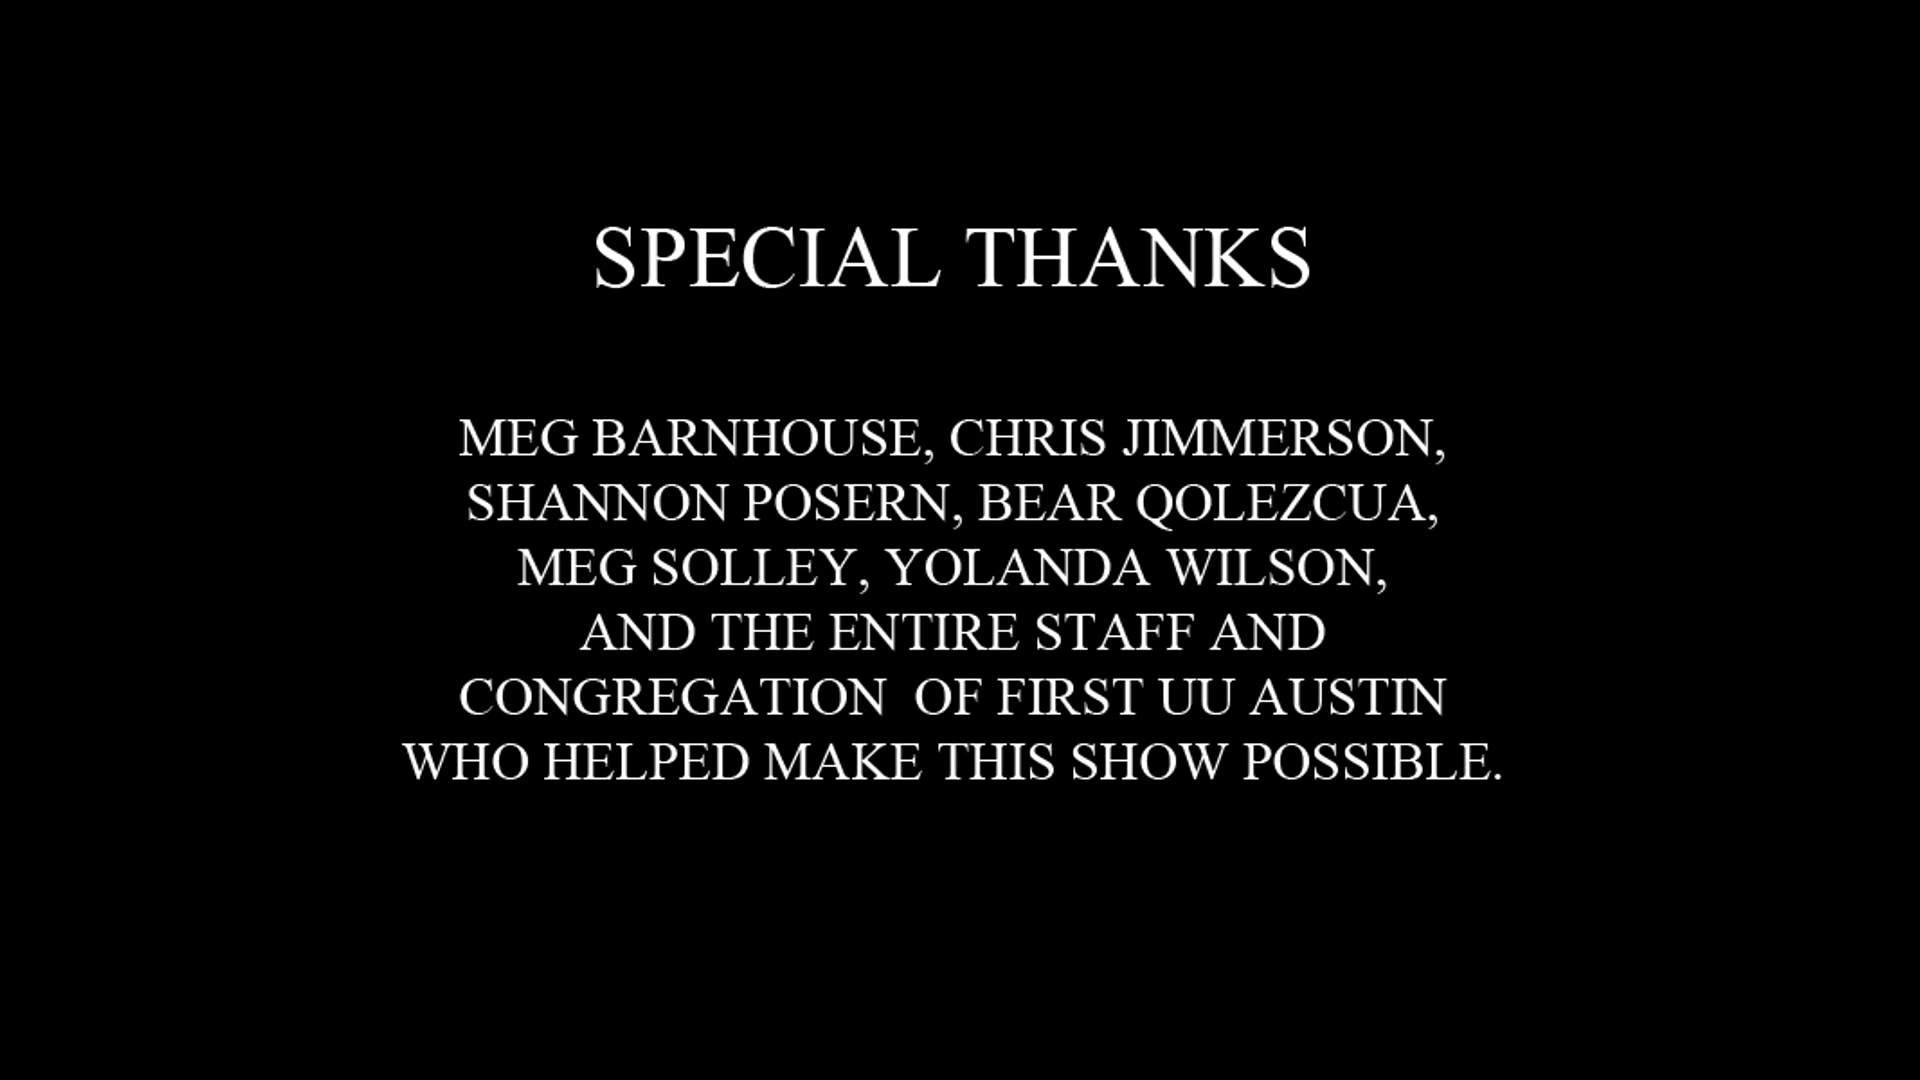 SPECIAL THANKS
MEG BARNHOUSE, CHRIS JIMMERSON,
SHANNON POSERN, BEAR QOLEZCUA,
MEG SOLLEY, YOLANDA WILSON,
AND THE ENTIRE STAFF AND
CONGREGATION  OF FIRST UU AUSTIN
WHO HELPED MAKE THIS SHOW POSSIBLE.